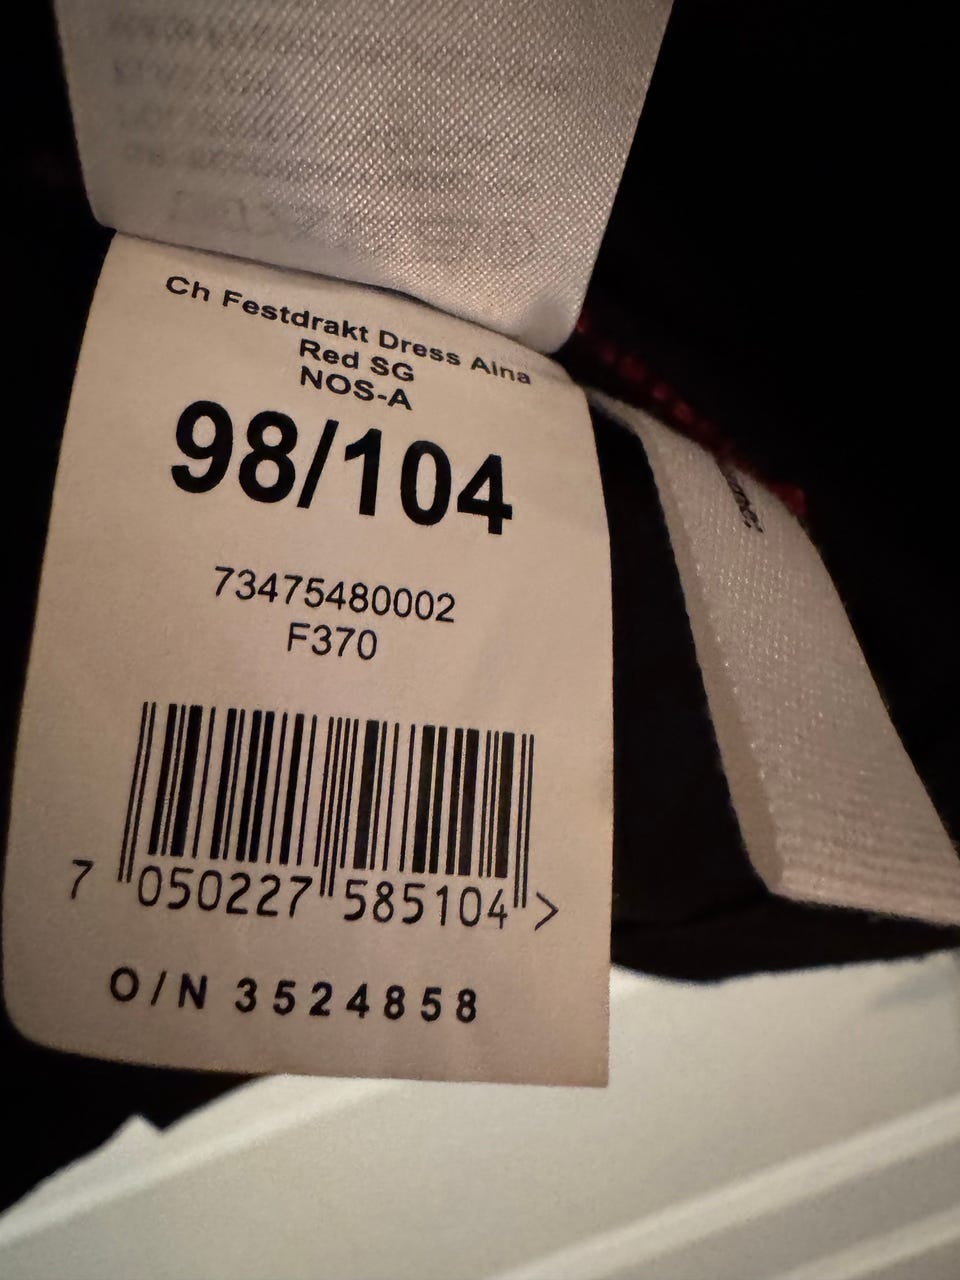 Ch Festdrakt Dress Aina
Red SG
NOS-A
98/104
73475480002
F370
7 050227 585104 >
O/N 3524858